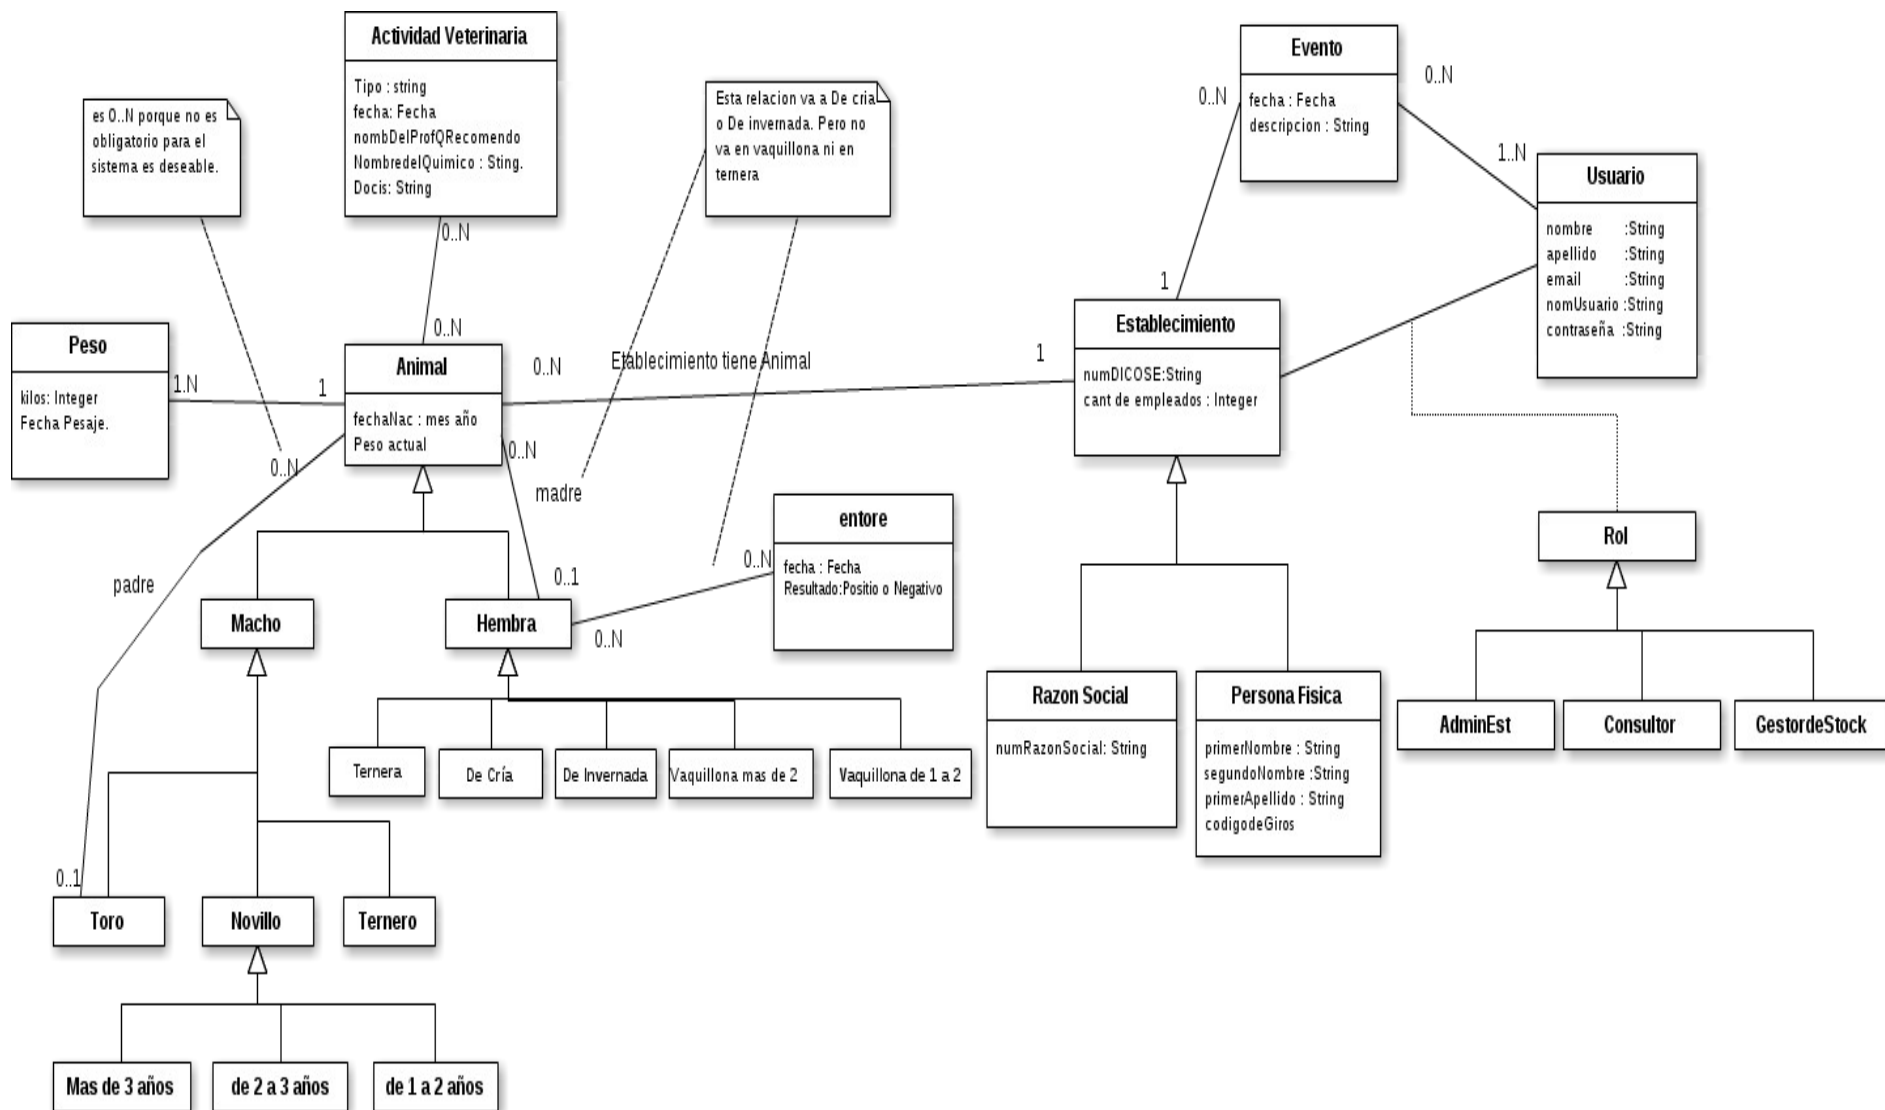 Actividad Veterinaria
Tipo : string
fecha: Fecha
nombDelProfQRecomendo
NombredelQuimico : Sting.
Docis: String
es 0..N porque no es
obligatorio para el
sistema es deseable.
Esta relacion va a De cria
o De invernada. Pero no
va en vaquillona ni en
ternera
Evento
fecha : Fecha
descripcion : String
0..N
0..N
1..N
Usuario
nombre :String
apellido :String
email :String
nomUsuario :String
contraseña :String
0..N
0..N
1
Peso
kilos: Integer
Fecha Pesaje.
1.N
1
Animal
fechaNac : mes año
Peso actual
0..N
Etablecimiento tiene Animal
1
Establecimiento
numDICOSE:String
cant de empleados : Integer
0..N
0..N
madre
padre
entore
fecha : Fecha
Resultado:Positio o Negativo
0..N
0..1
0..N
Rol
Macho
Hembra
Ternera
De Cría
De Invernada
Vaquillona mas de 2
Vaquillona de 1 a 2
Razon Social
numRazonSocial: String
Persona Fisica
primerNombre : String
segundoNombre :String
primerApellido : String
codigodeGiros
AdminEst
Consultor
GestordeStock
0..1
Toro
Novillo
Ternero
Mas de 3 años
de 2 a 3 años
de 1 a 2 años